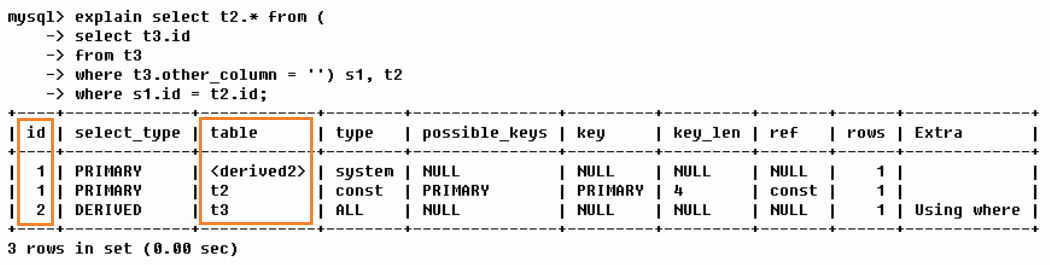 mysql> explain select t2.* from (
    -> select t3.id
    -> from t3
    -> where t3.other_column = '') s1, t2
    -> where s1.id = t2.id;
+----+-------------+------------+--------+---------------+---------+---------+-------+------+-------------+
| id | select_type | table      | type   | possible_keys | key     | key_len | ref   | rows | Extra       |
+----+-------------+------------+--------+---------------+---------+---------+-------+------+-------------+
|  1 | PRIMARY     | <derived2> | system | NULL          | NULL    | NULL    | NULL  |    1 |             |
|  1 | PRIMARY     | t2         | const  | PRIMARY       | PRIMARY | 4       | const |    1 |             |
|  2 | DERIVED     | t3         | ALL    | NULL          | NULL    | NULL    | NULL  |    1 | Using where |
+----+-------------+------------+--------+---------------+---------+---------+-------+------+-------------+
3 rows in set (0.00 sec)